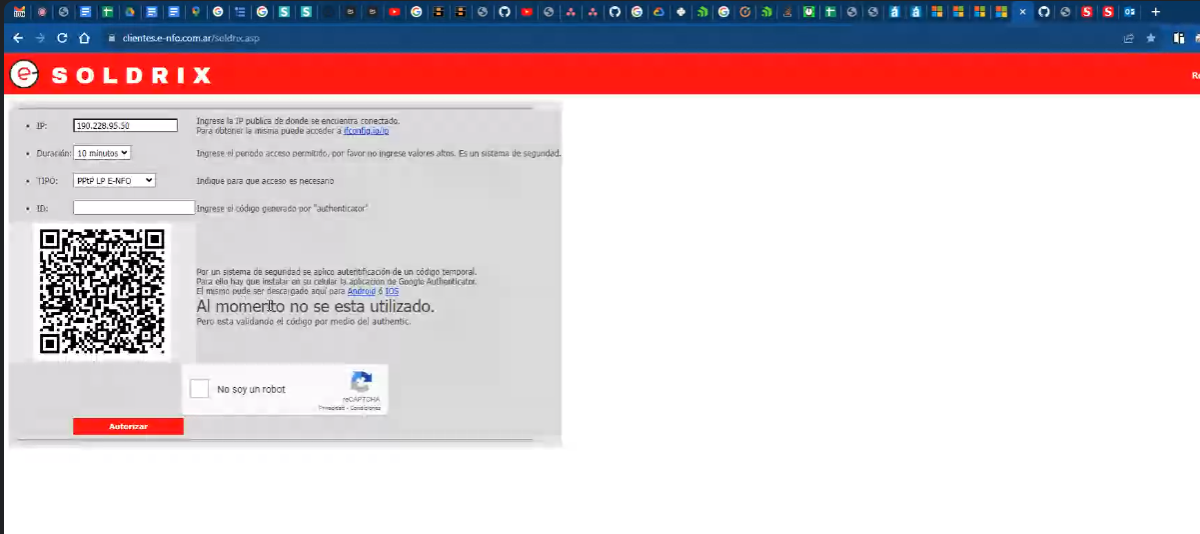 clientes.e-nfo.com.ar/soldrix.asp
e- SOLDRIX
Re
IP:
190.228.95.50
Ingrese la IP publica de donde se encuentra conectado.
Para obtener la misma puede acceder a ifconfig.io/ip
Duración:
10 minutos
Ingrese el periodo acceso permitido, por favor no ingrese valores altos. Es un sistema de seguridad.
TIPO:
PPtP LP E-NFO
Indique para que acceso es necesario
ID:
Ingrese el código generado por "authenticator"
Por un sistema de seguridad se aplico autentificación de un código temporal.
Para ello hay que instalar en su celular la aplicacion de Google Authenticator.
El mismo pude ser descargado aquí para Android ó IOS
Al momento no se esta utilizado.
Pero esta validando el código por medio del authentic.
No soy un robot
reCAPTCHA
Privacidad - Condiciones
Autorizar